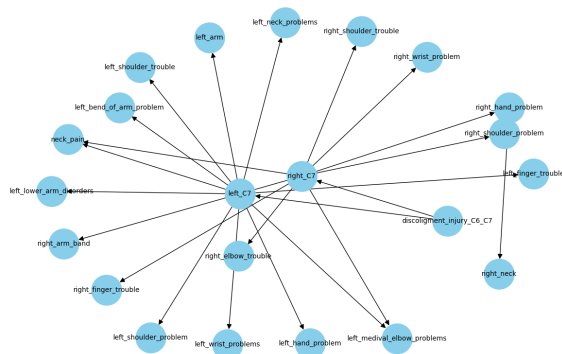 left_neck_problems
right_shoulder_trouble
left_arm
right_wrist_problem
left_shoulder_trouble
left_bend_of_arm_problem
right_hand_problem
right_shoulder_problem
neck_pain
left_finger_trouble
right_C7
left_lower_arm_disorders
left_C7
discoligment_injury_C6_C7
right_arm_band
right_elbow_trouble
right_neck
right_finger_trouble
left_shoulder_problem
left_wrist_problems
left_hand_problem
left_medival_elbow_problems